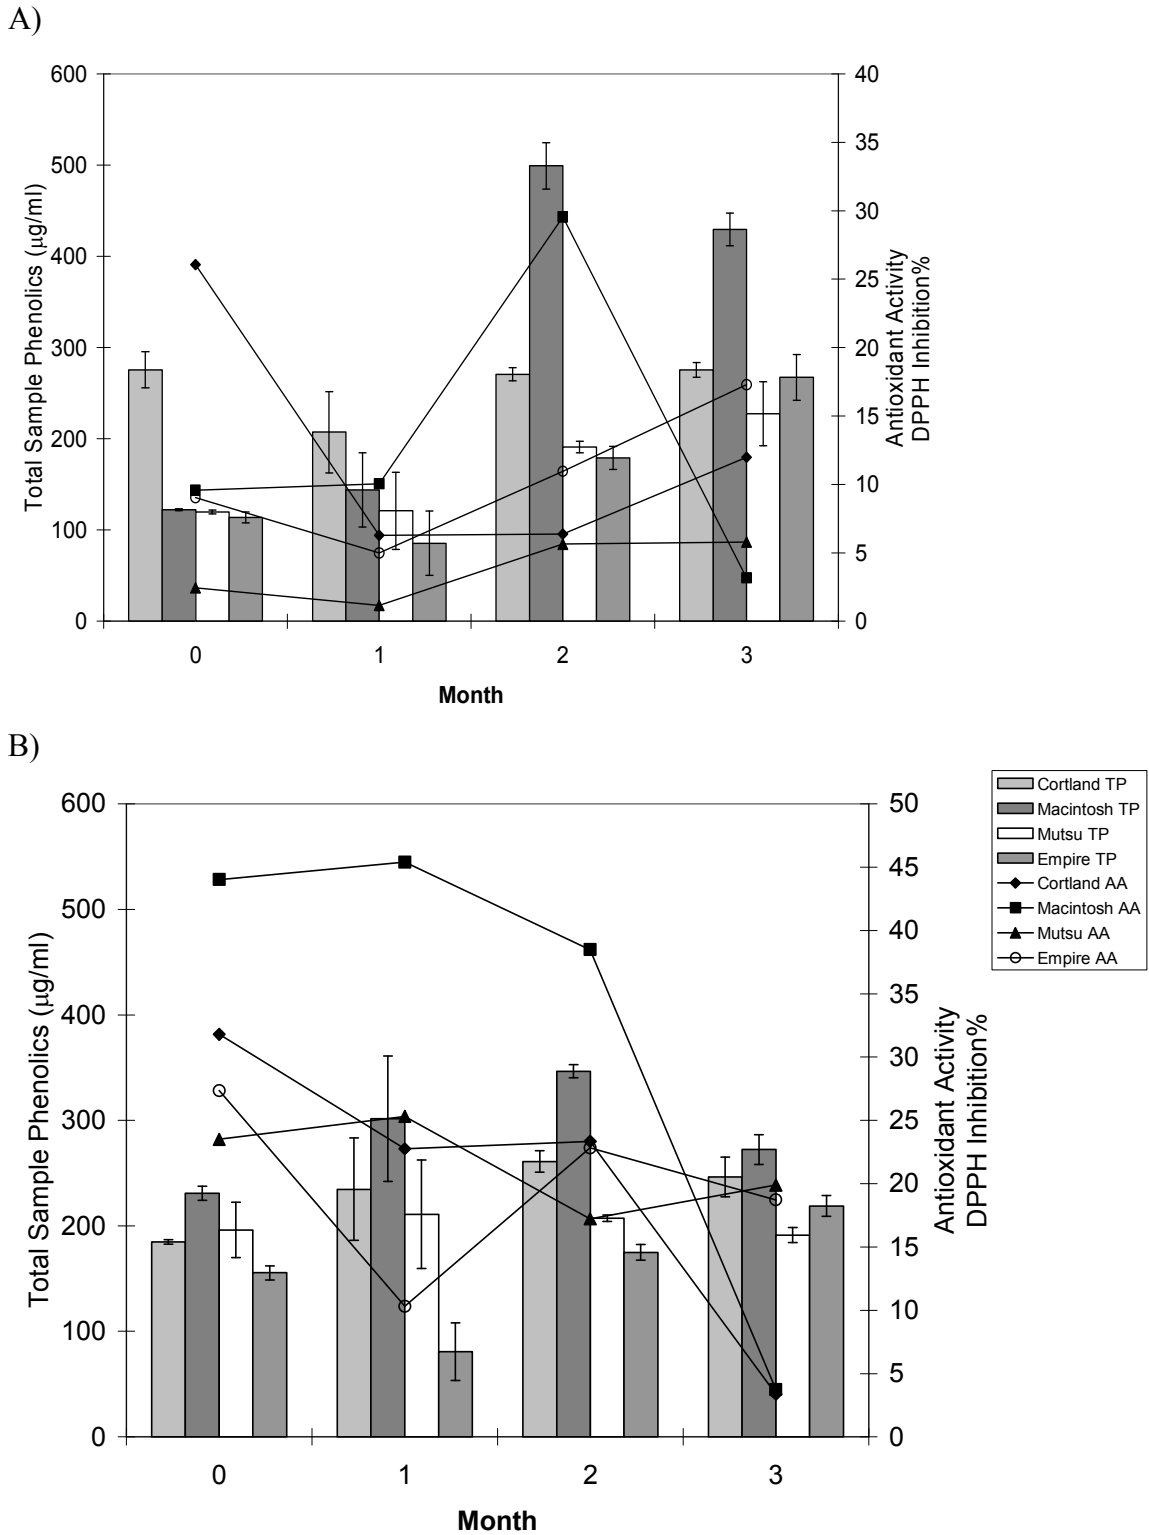 A)
600
500
400
300
200
100
0
Total Sample Phenolics (μg/ml)
40
35
30
25
20
15
10
5
0
Antioxidant Activity
DPPH Inhibition%
0 1 2 3
Month
B)
Cortland TP
Macintosh TP
Mutsu TP
Empire TP
Cortland AA
Macintosh AA
Mutsu AA
Empire AA
600
500
400
300
200
100
0
Total Sample Phenolics (μg/ml)
50
45
40
35
30
25
20
15
10
5
0
Antioxidant Activity
DPPH Inhibition%
0 1 2 3
Month